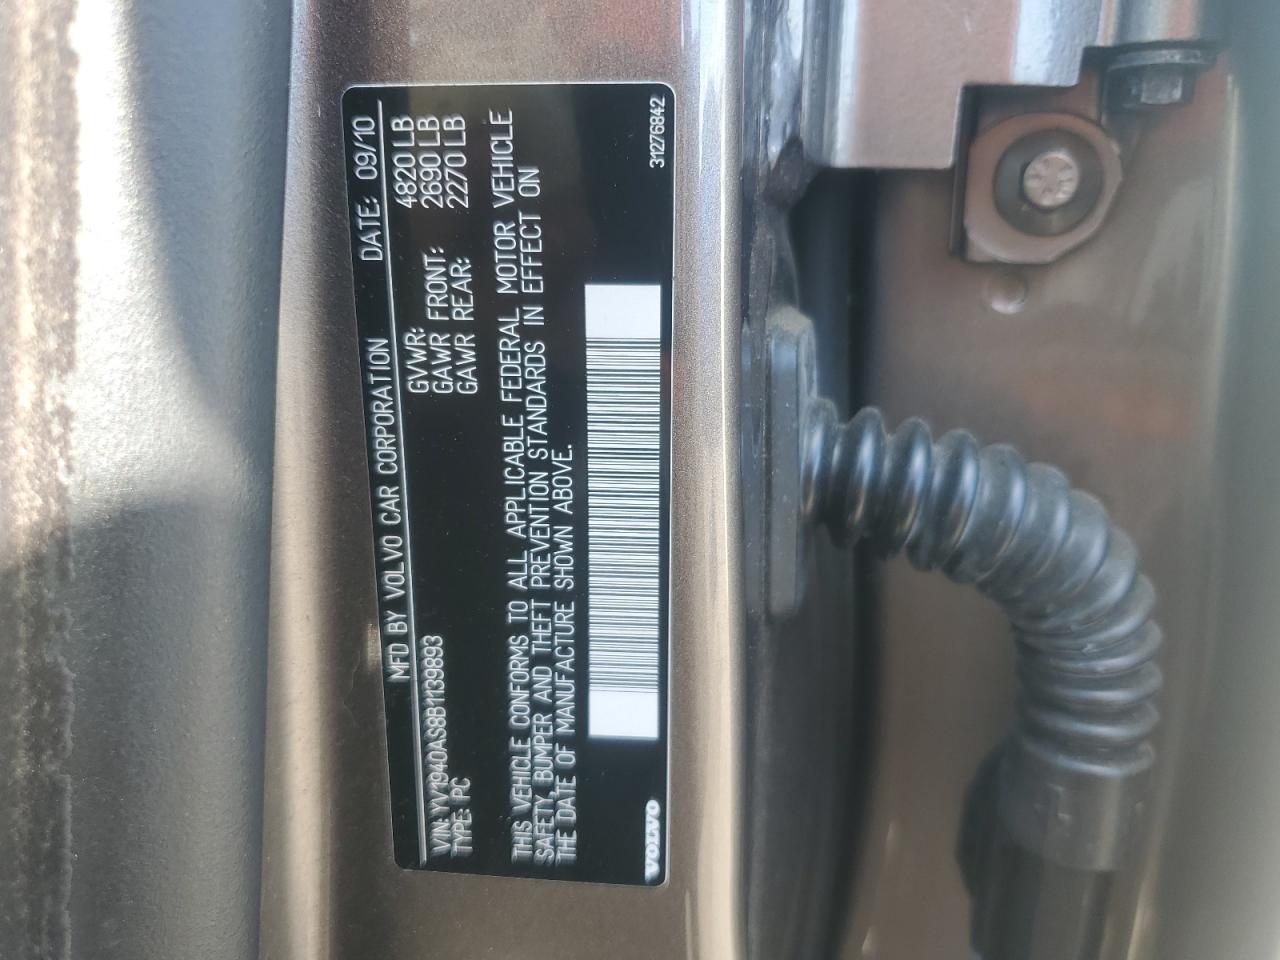 MFD BY VOLVO CAR CORPORATION DATE: 09/10
GVWR: 4820 LB
GAWR FRONT: 2690 LB
GAWR REAR: 2270 LB
VIN: YV1940AS8B1139893
TYPE: PC
THIS VEHICLE CONFORMS TO ALL APPLICABLE FEDERAL MOTOR VEHICLE
SAFETY, BUMPER AND THEFT PREVENTION STANDARDS IN EFFECT ON
THE DATE OF MANUFACTURE SHOWN ABOVE.
VOLVO
31276842